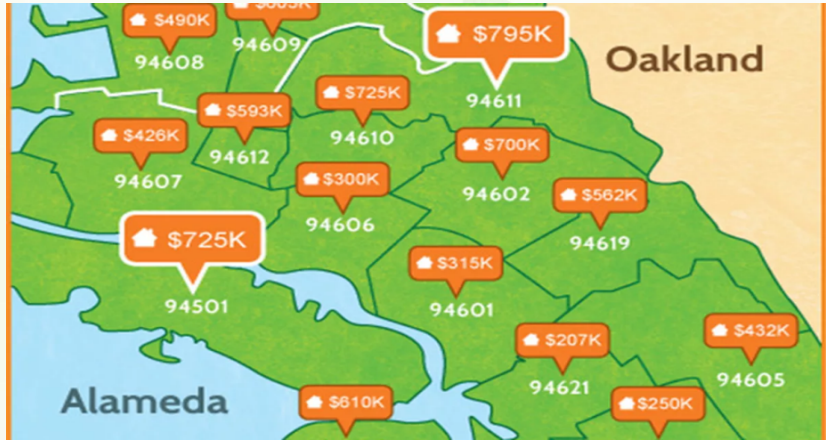 $490K
94608
94609
$795K
94611
Oakland
$593K
94612
$725K
94610
$426K
94607
$700K
94602
$300K
94606
$562K
94619
$725K
94501
$315K
94601
$207K
94621
$432K
94605
Alameda
$610K
$250K